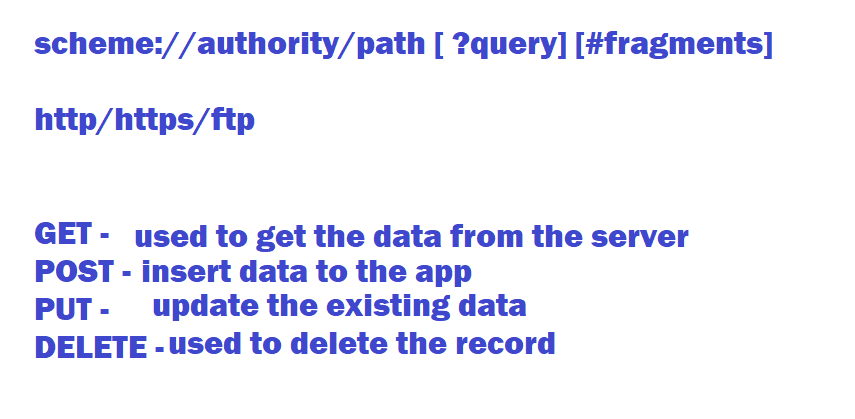 scheme://authority/path [ ?query] [#fragments]
http/https/ftp
GET - used to get the data from the server
POST - insert data to the app
PUT - update the existing data
DELETE - used to delete the record